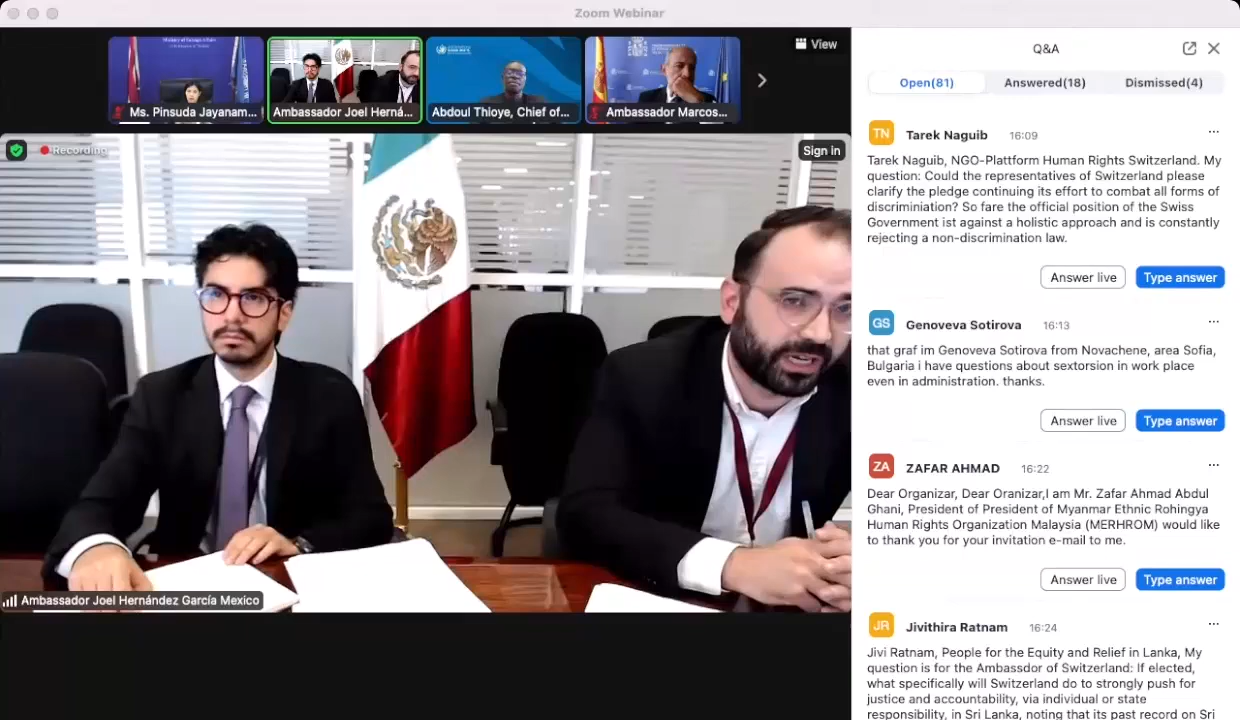 Zoom Webinar
View
Ms. Pinsuda Jayanam...
Ambassador Joel Herná...
Abdoul Thioye, Chief of...
Ambassador Marcos...
Recording
Sign in
Ambassador Joel Hernández García Mexico
Q&A
Open(81)
Answered(18)
Dismissed(4)
TN
Tarek Naguib
16:09
...
Tarek Naguib, NGO-Plattform Human Rights Switzerland. My
question: Could the representatives of Switzerland please
clarify the pledge continuing its effort to combat all forms of
discriminiation? So fare the official position of the Swiss
Government ist against a holistic approach and is constantly
rejecting a non-discrimination law.
Answer live
Type answer
GS
Genoveva Sotirova
16:13
...
that graf im Genoveva Sotirova from Novachene, area Sofia,
Bulgaria i have questions about sextorsion in work place
even in administration. thanks.
Answer live
Type answer
ZA
ZAFAR AHMAD
16:22
...
Dear Organizar, Dear Oranizar,I am Mr. Zafar Ahmad Abdul
Ghani, President of President of Myanmar Ethnic Rohingya
Human Rights Organization Malaysia (MERHROM) would like
to thank you for your invitation e-mail to me.
Answer live
Type answer
JR
Jivithira Ratnam
16:24
...
Jivi Ratnam, People for the Equity and Relief in Lanka, My
question is for the Ambassdor of Switzerland: If elected,
what specifically will Switzerland do to strongly push for
justice and accountability, via individual or state
responsibility, in Sri Lanka, noting that its past record on Sri